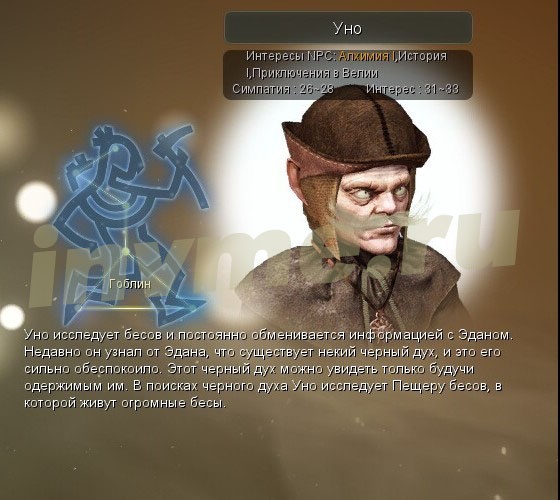 Уно
Интересы NPC: Алхимия I,История
I,Приключения в Велии
Симпатия : 26~28 Интерес : 31~33
inxmo.ru
Гоблин
Уно исследует бесов и постоянно обменивается информацией с Эданом.
Недавно он узнал от Эдана, что существует некий черный дух, и это его
сильно обеспокоило. Этот черный дух можно увидеть только будучи
одержимым им. В поисках черного духа Уно исследует Пещеру бесов, в
которой живут огромные бесы.